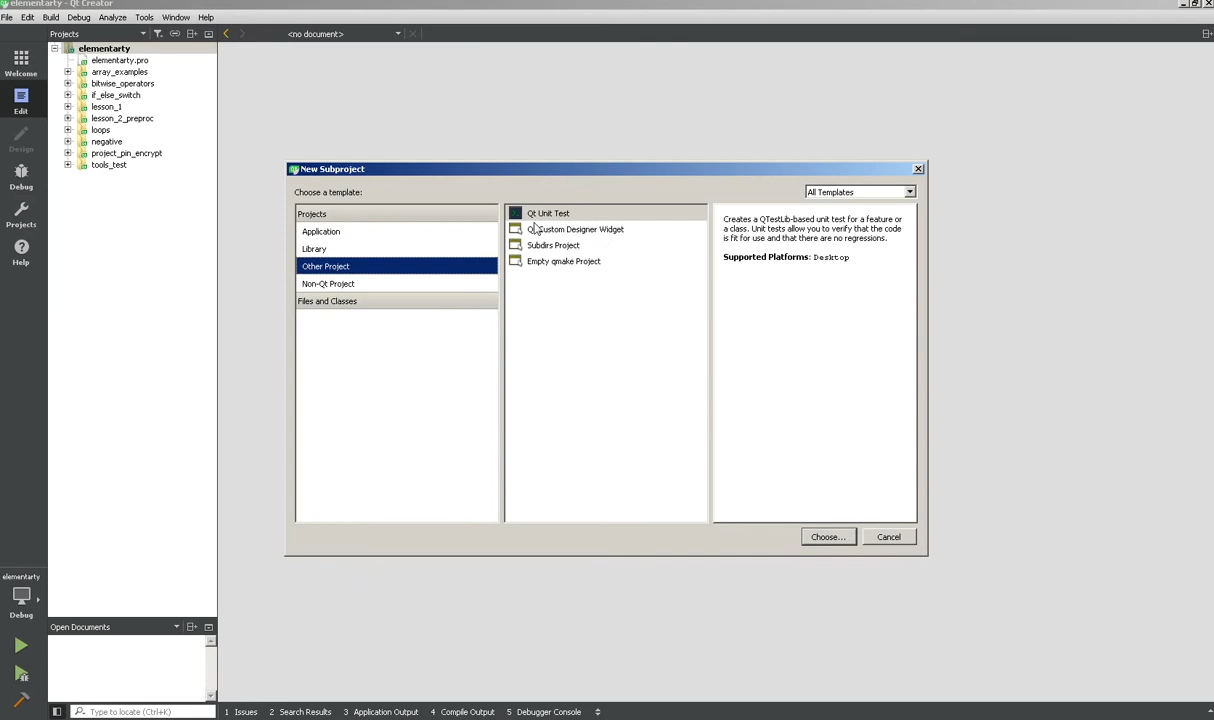 elementarty - Qt Creator
File Edit Build Debug Analyze Tools Window Help
Projects
<no document>
Welcome
Edit
Design
Debug
Projects
Help
elementarty
elementarty.pro
array_examples
bitwise_operators
if_else_switch
lesson_1
lesson_2_preproc
loops
negative
project_pin_encrypt
tools_test
New Subproject
Choose a template:
All Templates
Projects
Application
Library
Other Project
Non-Qt Project
Files and Classes
Qt Unit Test
Qt Custom Designer Widget
Subdirs Project
Empty qmake Project
Creates a QTestLib-based unit test for a feature or
a class. Unit tests allow you to verify that the code
is fit for use and that there are no regressions.
Supported Platforms: Desktop
Choose... Cancel
elementarty
Debug
Open Documents
Type to locate (Ctrl+K)
1 Issues 2 Search Results 3 Application Output 4 Compile Output 5 Debugger Console